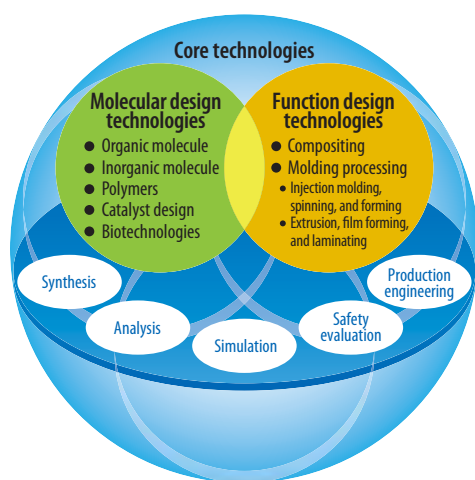 Core technologies
Molecular design
technologies
● Organic molecule
● Inorganic molecule
● Polymers
● Catalyst design
● Biotechnologies
Function design
technologies
● Compositing
● Molding processing
• Injection molding,
spinning, and forming
• Extrusion, film forming,
and laminating
Synthesis
Analysis
Simulation
Safety
evaluation
Production
engineering